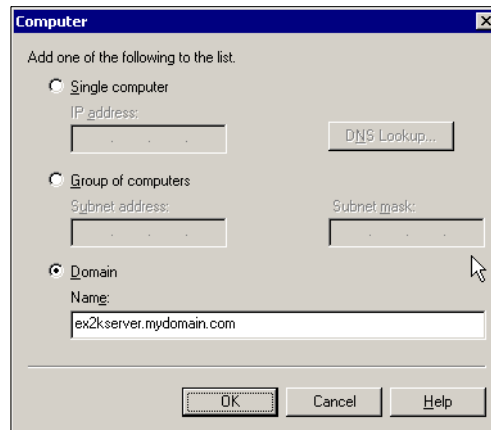 Computer
Add one of the following to the list.
Single computer
IP address:
DNS Lookup...
Group of computers
Subnet address: Subnet mask:
Domain
Name:
ex2kserver.mydomain.com
OK Cancel Help